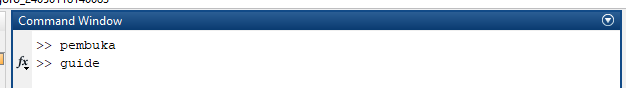 Command Window
>> pembuka
fx >> guide